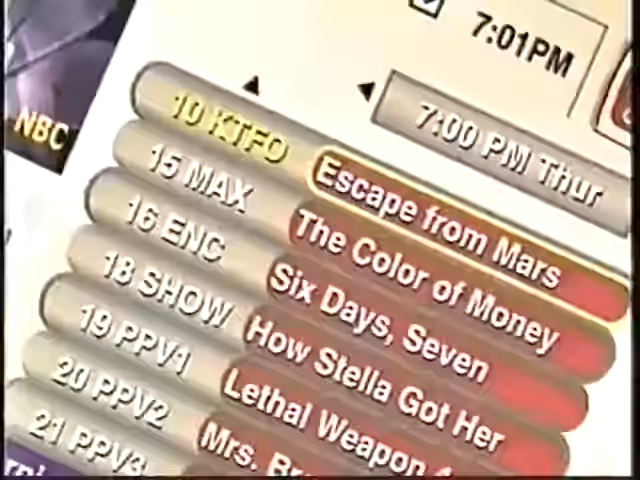 7:01PM
7:00 PM Thur
NBC
10 KTFO Escape from Mars
15 MAX The Color of Money
16 ENC Six Days, Seven
18 SHOW How Stella Got Her
19 PPV1 Lethal Weapon 4
20 PPV2 Mrs.
21 PPV3